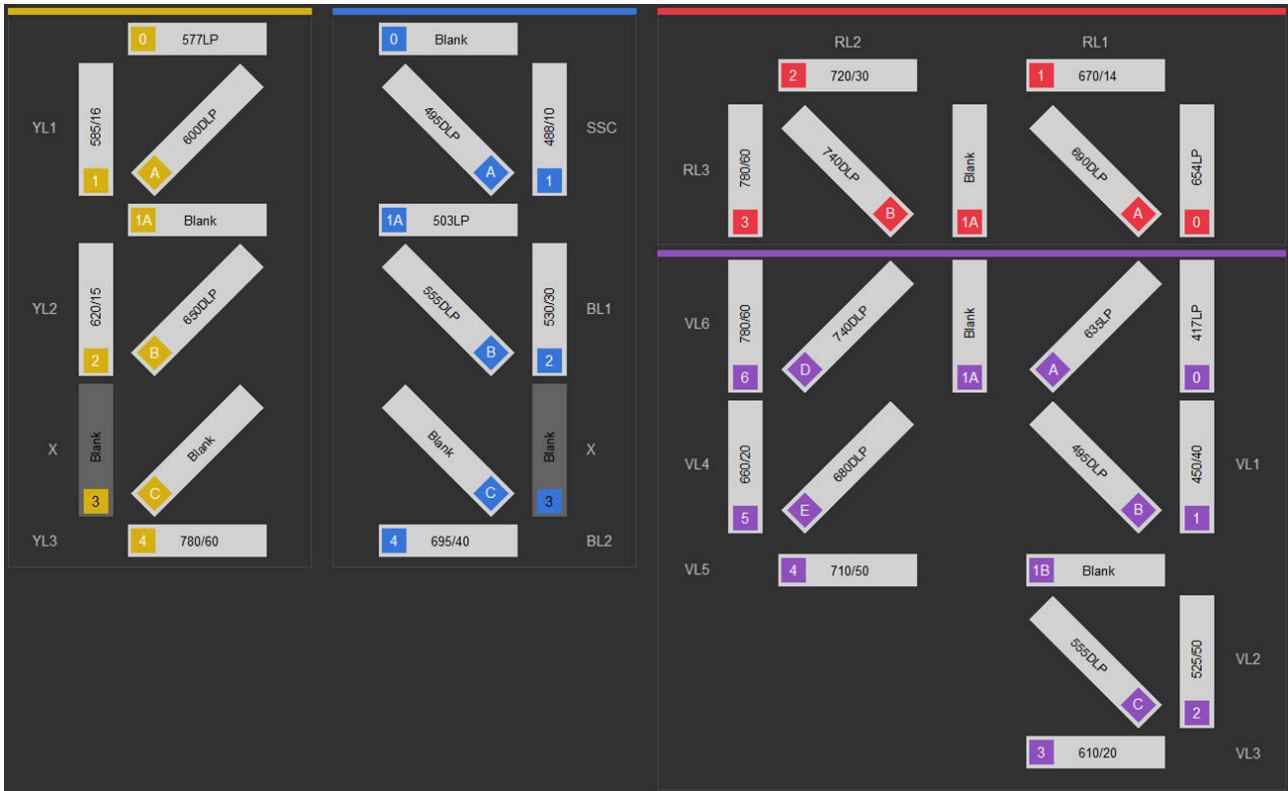 0 577LP
YL1
585/16
1
600DLP
A
1A Blank
YL2
620/15
2
650DLP
B
X
Blank
3
Blank
C
YL3
4 780/60
0 Blank
495DLP
A
488/10
1
SSC
1A 503LP
555DLP
B
530/30
2
BL1
Blank
C
Blank
3
X
4 695/40
BL2
RL2
RL1
2 720/30
1 670/14
RL3
780/60
3
740DLP
B
Blank
1A
690DLP
A
654LP
0
VL6
780/60
6
740DLP
D
Blank
1A
635LP
A
417LP
0
VL4
660/20
5
680DLP
E
495DLP
B
450/40
1
VL1
VL5
4 710/50
1B Blank
555DLP
C
525/50
2
VL2
3 610/20
VL3